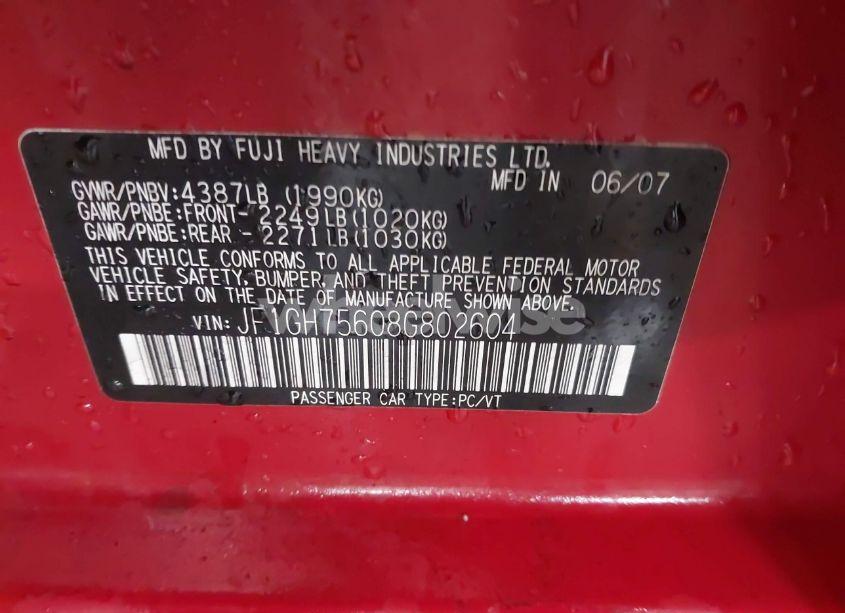 MFD BY FUJI HEAVY INDUSTRIES LTD.
MFD IN 06/07
GVWR/PNBV:4387LB (1990KG)
GAWR/PNBE:FRONT- 2249LB(1020KG)
GAWR/PNBE:REAR - 2271LB(1030KG)
THIS VEHICLE CONFORMS TO ALL APPLICABLE FEDERAL MOTOR
VEHICLE SAFETY, BUMPER, AND THEFT PREVENTION STANDARDS
IN EFFECT ON THE DATE OF MANUFACTURE SHOWN ABOVE.
VIN: JF1GH75608G802604
PASSENGER CAR TYPE:PC/VT